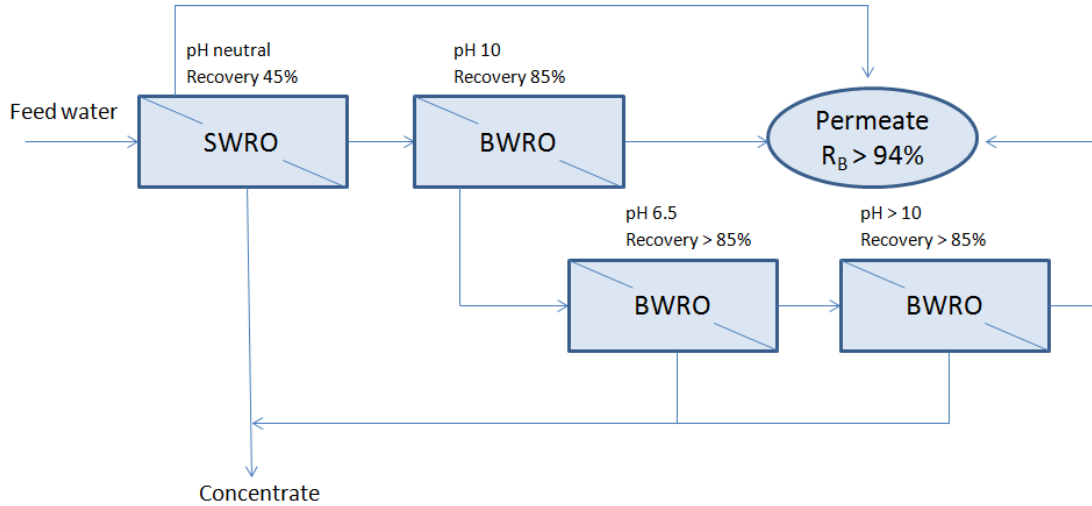 pH neutral
Recovery 45%
pH 10
Recovery 85%
Feed water
SWRO
BWRO
Permeate
R_B > 94%
pH 6.5
Recovery > 85%
pH > 10
Recovery > 85%
BWRO
BWRO
Concentrate